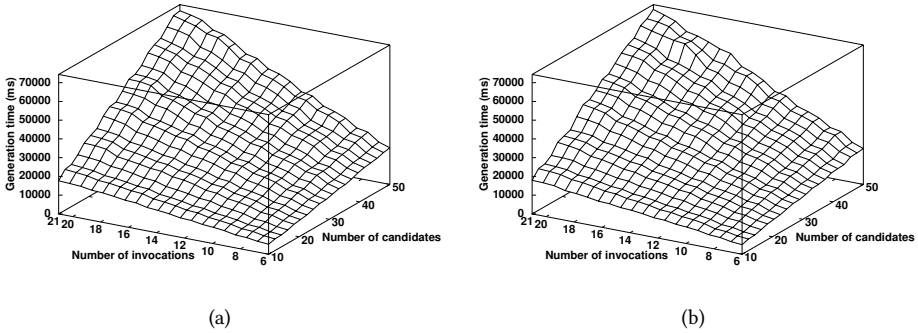 Generation time (ms)
70000
60000
50000
40000
30000
20000
10000
0
21 20 18 16 14 12 10 8 6
Number of invocations
10 20 30 40 50
Number of candidates
(a)
Generation time (ms)
70000
60000
50000
40000
30000
20000
10000
0
21 20 18 16 14 12 10 8 6
Number of invocations
10 20 30 40 50
Number of candidates
(b)